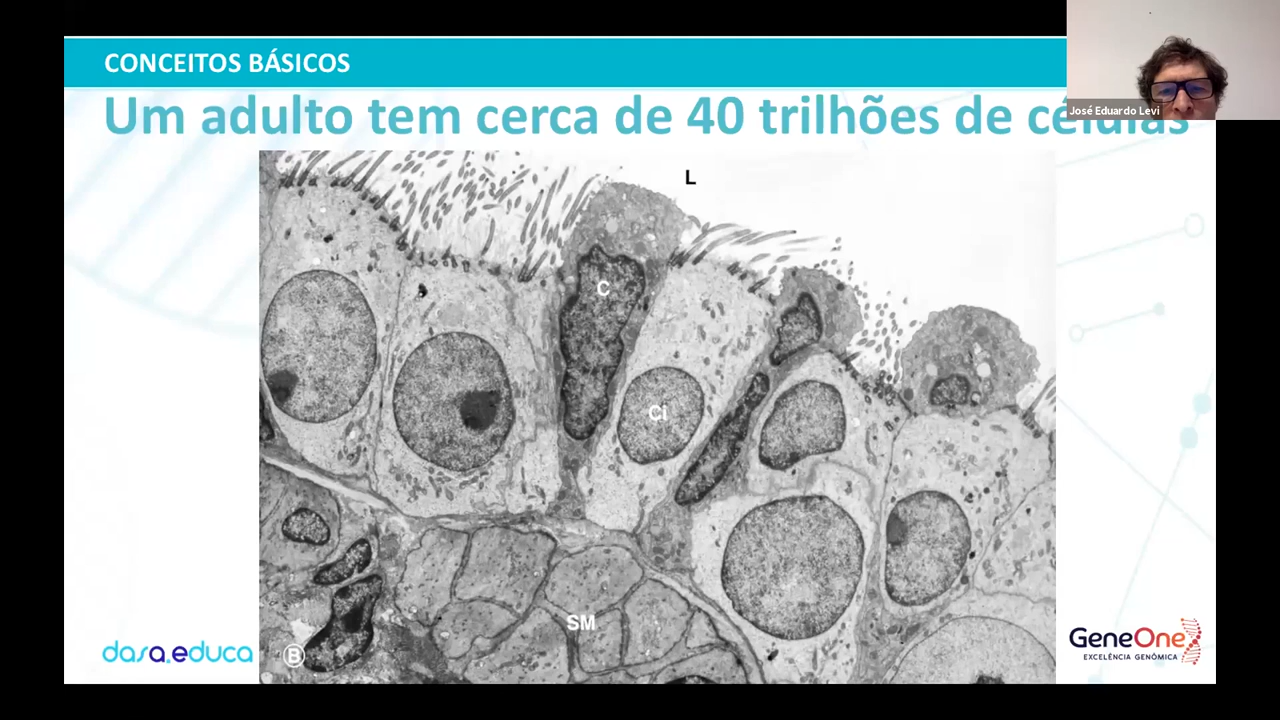 CONCEITOS BÁSICOS
Um adulto tem cerca de 40 trilhões de células
José Eduardo Levi
L
C
Ci
SM
B
dasa.educa
GeneOne
EXCELÊNCIA GENÔMICA